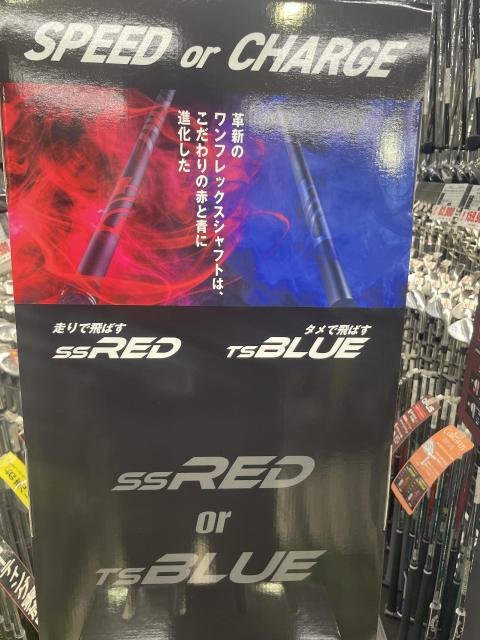 SPEED or CHARGE
革新の
ワンフレックスシャフトは、
こだわりの赤と青に
進化した
走りで飛ばす
ssRED
タメで飛ばす
TSBLUE
ssRED
or
TSBLUE